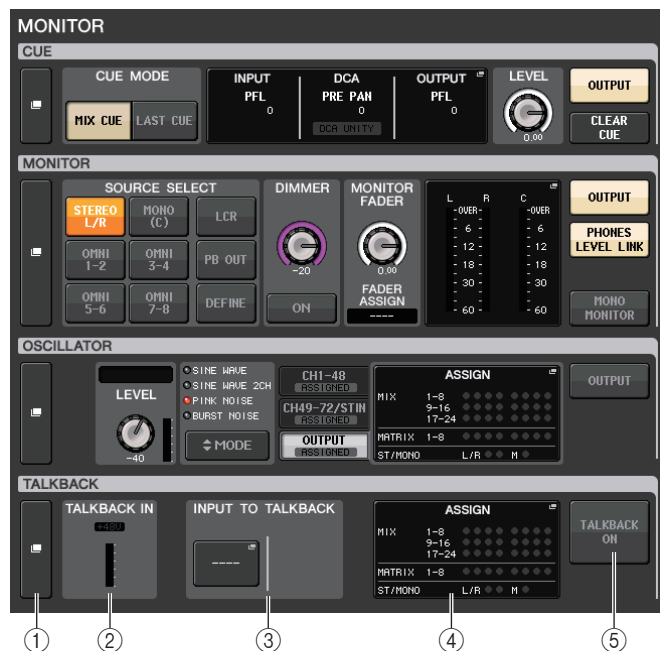 MONITOR
CUE
CUE MODE
MIX CUE
LAST CUE
INPUT
PFL
0
DCA
PRE PAN
0
DCA UNITY
OUTPUT
PFL
0
LEVEL
0.00
OUTPUT
CLEAR
CUE
MONITOR
SOURCE SELECT
STEREO
L/R
MONO
(C)
LCR
OMNI
1-2
OMNI
3-4
PB OUT
OMNI
5-6
OMNI
7-8
DEFINE
DIMMER
-20
ON
MONITOR
FADER
0.00
FADER
ASSIGN
----
L R C
-OVER- -OVER
- 6 - - 6
- 12 - - 12
- 18 - - 18
- 30 - - 30
- 60 - - 60
OUTPUT
PHONES
LEVEL LINK
MONO
MONITOR
OSCILLATOR
LEVEL
-40
SINE WAVE
SINE WAVE 2CH
PINK NOISE
BURST NOISE
MODE
CH1-48
ASSIGNED
CH49-72/STIN
ASSIGNED
OUTPUT
ASSIGNED
ASSIGN
MIX 1-8
9-16
17-24
MATRIX 1-8
ST/MONO L/R M
OUTPUT
TALKBACK
TALKBACK IN
+48V
INPUT TO TALKBACK
----
ASSIGN
MIX 1-8
9-16
17-24
MATRIX 1-8
ST/MONO L/R M
TALKBACK
ON
① ② ③ ④ ⑤